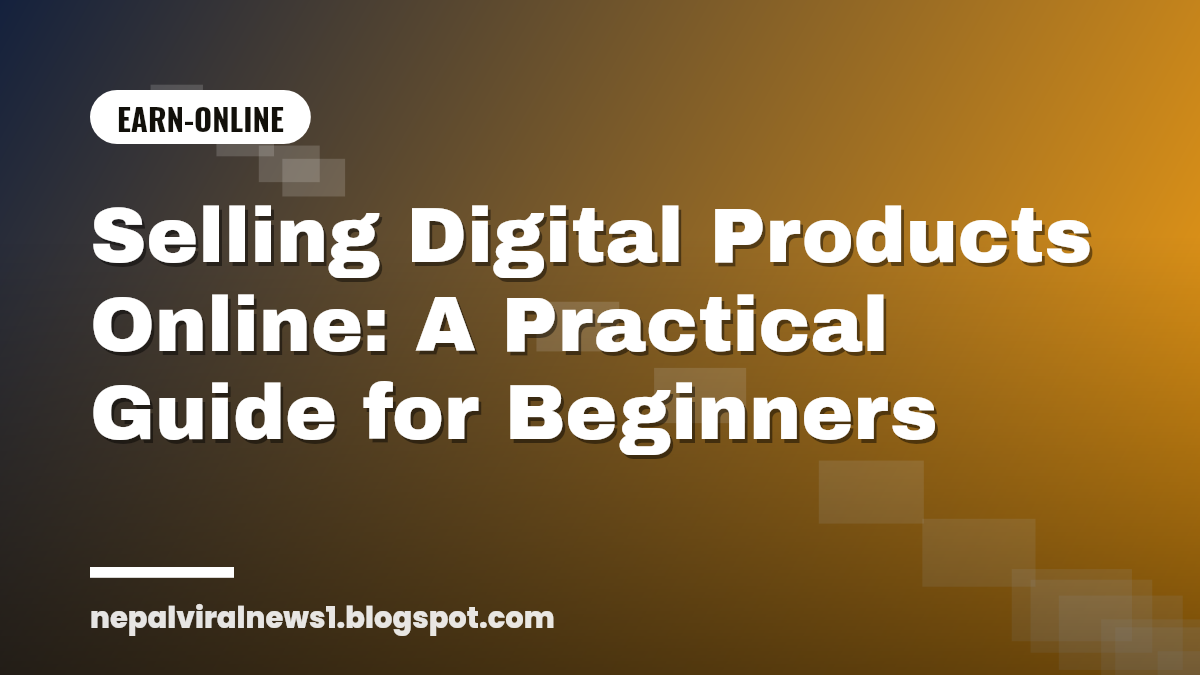 EARN-ONLINE
Selling Digital Products
Online: A Practical
Guide for Beginners
nepalviralnews1.blogspot.com